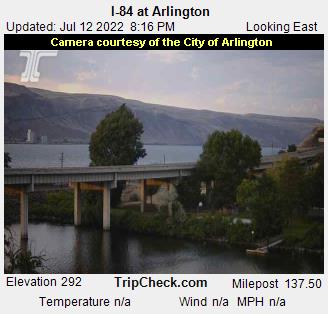 I-84 at Arlington
Updated: Jul 12 2022 8:16 PM Looking East
Camera courtesy of the City of Arlington
Elevation 292 TripCheck.com Milepost 137.50
Temperature n/a Wind n/a MPH n/a